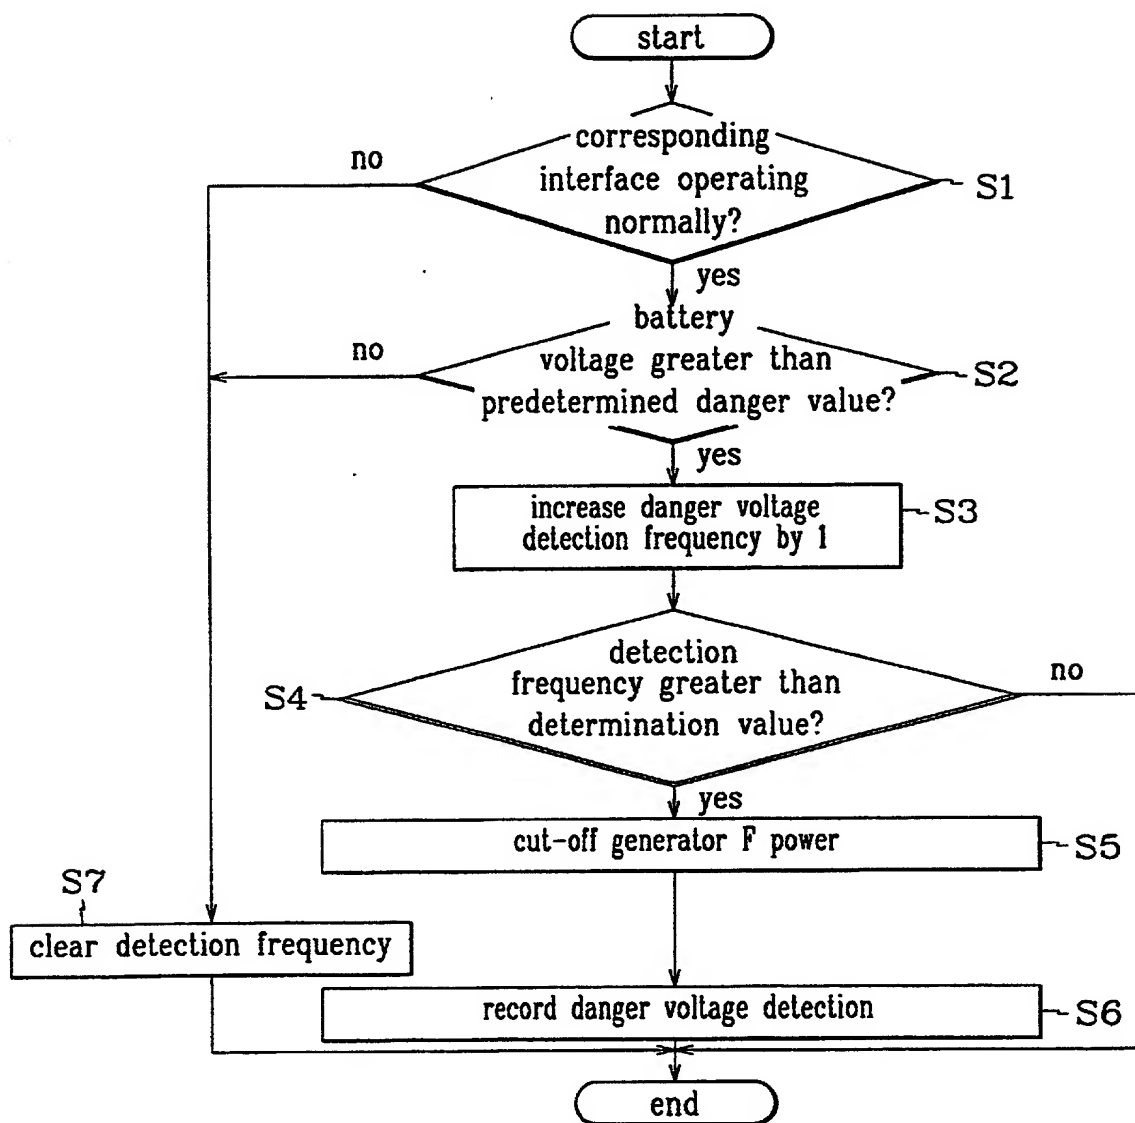 start
corresponding
no
interface operating
S1
normally?
yes
battery
no
voltage greater than
S2
predetermined danger value?
yes
increase danger voltage
S3
detection frequency by 1
detection
no
frequency greater than
S4
determination value?
yes
cut-off generator F power
S5
S7
clear detection frequency
record danger voltage detection
S6
end